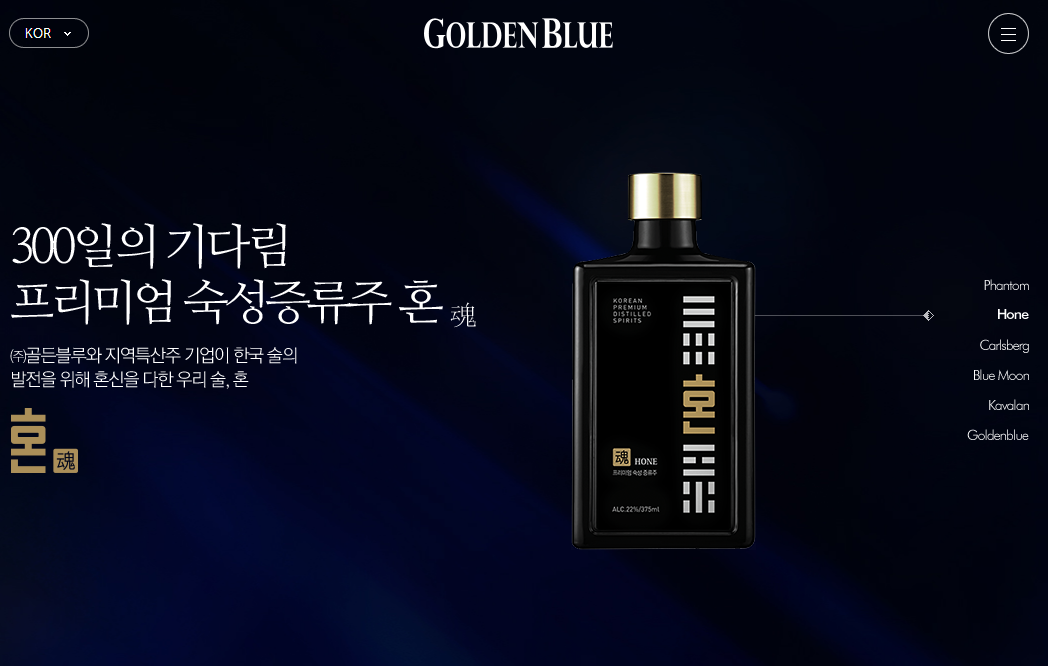 KOR
GOLDEN BLUE
300일의 기다림
프리미엄 숙성증류주 혼 魂
㈜골든블루와 지역특산주 기업이 한국 술의
발전을 위해 혼신을 다한 우리 술, 혼
혼 魂
KOREAN
PREMIUM
DISTILLED
SPIRITS
혼
魂 HONE
프리미엄 숙성 증류주
ALC.22%/375ml
Phantom
Hone
Carlsberg
Blue Moon
Kavalan
Goldenblue